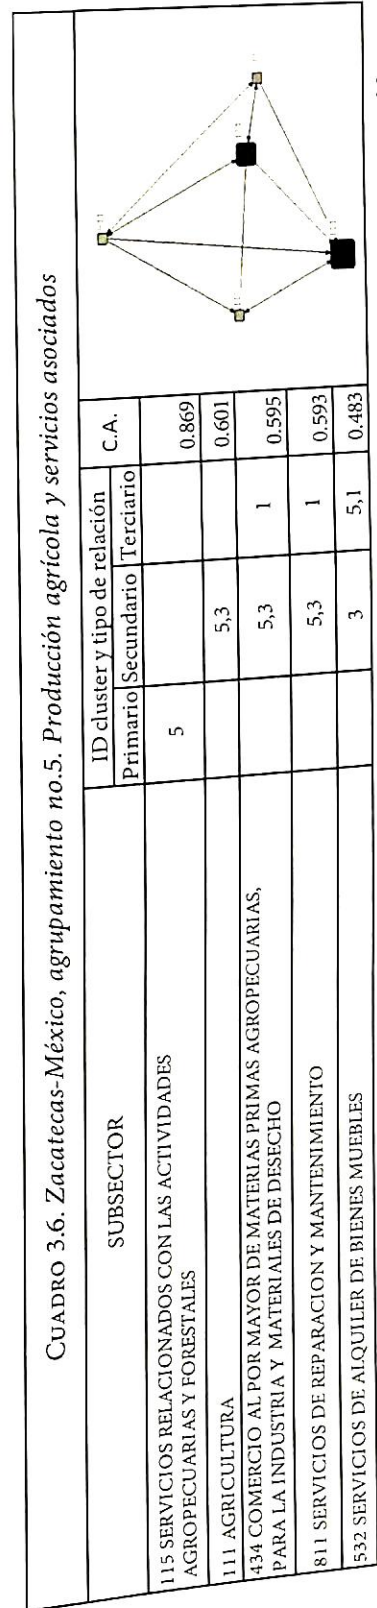 CUADRO 3.6. Zacatecas-México, agrupamiento no.5. Producción agrícola y servicios asociados
SUBSECTOR
ID cluster y tipo de relación
C.A.
Primario Secundario Terciario
115 SERVICIOS RELACIONADOS CON LAS ACTIVIDADES
AGROPECUARIAS Y FORESTALES
5 0.869
111 AGRICULTURA 5,3 0.601
434 COMERCIO AL POR MAYOR DE MATERIAS PRIMAS AGROPECUARIAS,
PARA LA INDUSTRIA Y MATERIALES DE DESECHO
5,3 1 0.595
811 SERVICIOS DE REPARACION Y MANTENIMIENTO 5,3 1 0.593
532 SERVICIOS DE ALQUILER DE BIENES MUEBLES 3 5,1 0.483